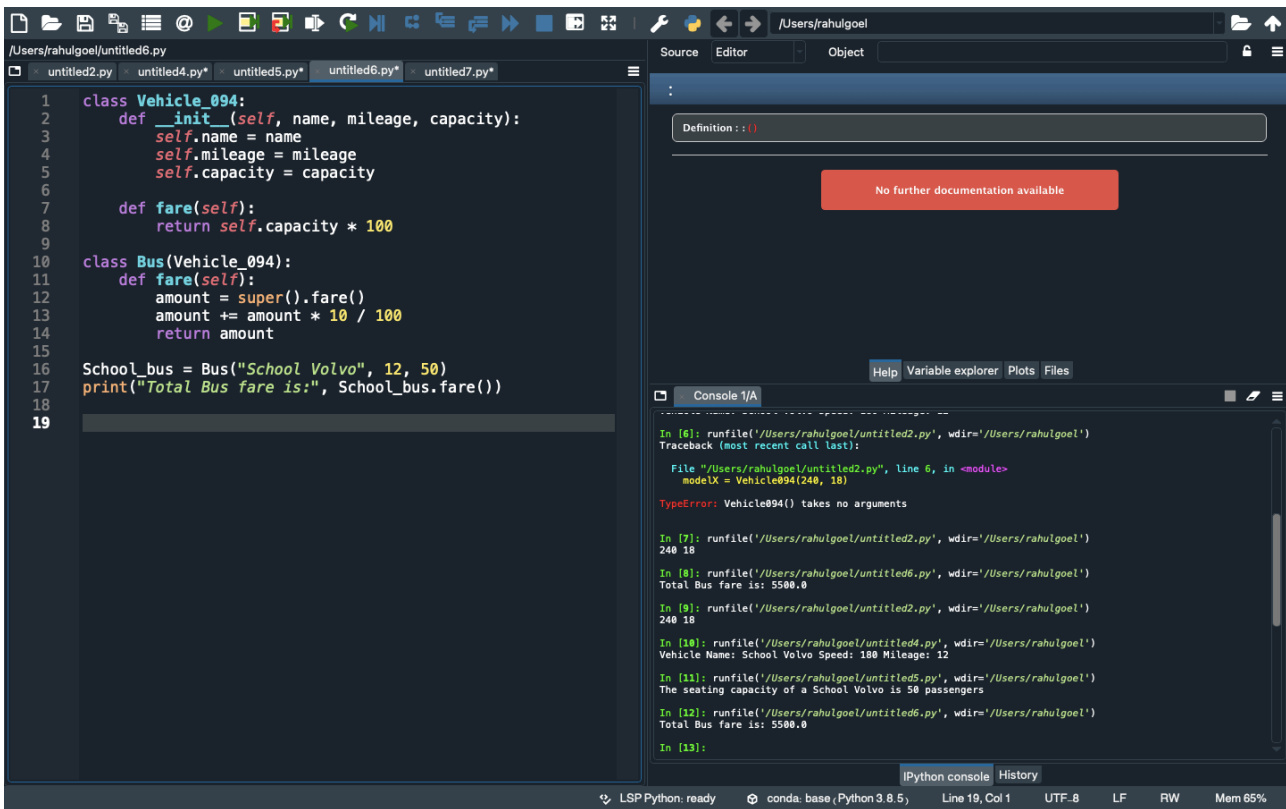 /Users/rahulgoel
/Users/rahulgoel/untitled6.py
untitled2.py untitled4.py* untitled5.py* untitled6.py* untitled7.py*
1 class Vehicle_094:
2     def __init__(self, name, mileage, capacity):
3         self.name = name
4         self.mileage = mileage
5         self.capacity = capacity
6
7     def fare(self):
8         return self.capacity * 100
9
10 class Bus(Vehicle_094):
11     def fare(self):
12         amount = super().fare()
13         amount += amount * 10 / 100
14         return amount
15
16 School_bus = Bus("School Volvo", 12, 50)
17 print("Total Bus fare is:", School_bus.fare())
18
19
Source Editor Object
:
Definition : : ()
No further documentation available
Help Variable explorer Plots Files
Console 1/A
In [6]: runfile('/Users/rahulgoel/untitled2.py', wdir='/Users/rahulgoel')
Traceback (most recent call last):
File "/Users/rahulgoel/untitled2.py", line 6, in <module>
modelX = Vehicle094(240, 18)
TypeError: Vehicle094() takes no arguments
In [7]: runfile('/Users/rahulgoel/untitled2.py', wdir='/Users/rahulgoel')
240 18
In [8]: runfile('/Users/rahulgoel/untitled6.py', wdir='/Users/rahulgoel')
Total Bus fare is: 5500.0
In [9]: runfile('/Users/rahulgoel/untitled2.py', wdir='/Users/rahulgoel')
240 18
In [10]: runfile('/Users/rahulgoel/untitled4.py', wdir='/Users/rahulgoel')
Vehicle Name: School Volvo Speed: 180 Mileage: 12
In [11]: runfile('/Users/rahulgoel/untitled5.py', wdir='/Users/rahulgoel')
The seating capacity of a School Volvo is 50 passengers
In [12]: runfile('/Users/rahulgoel/untitled6.py', wdir='/Users/rahulgoel')
Total Bus fare is: 5500.0
In [13]:
IPython console History
LSP Python: ready conda: base (Python 3.8.5) Line 19, Col 1 UTF-8 LF RW Mem 65%